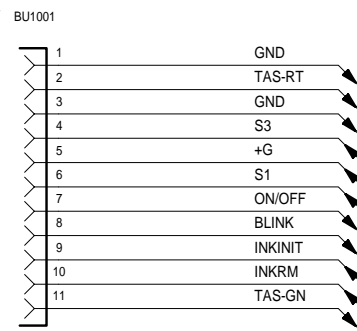 BU1001
1 GND
2 TAS-RT
3 GND
4 S3
5 +G
6 S1
7 ON/OFF
8 BLINK
9 INKINIT
10 INKRM
11 TAS-GN